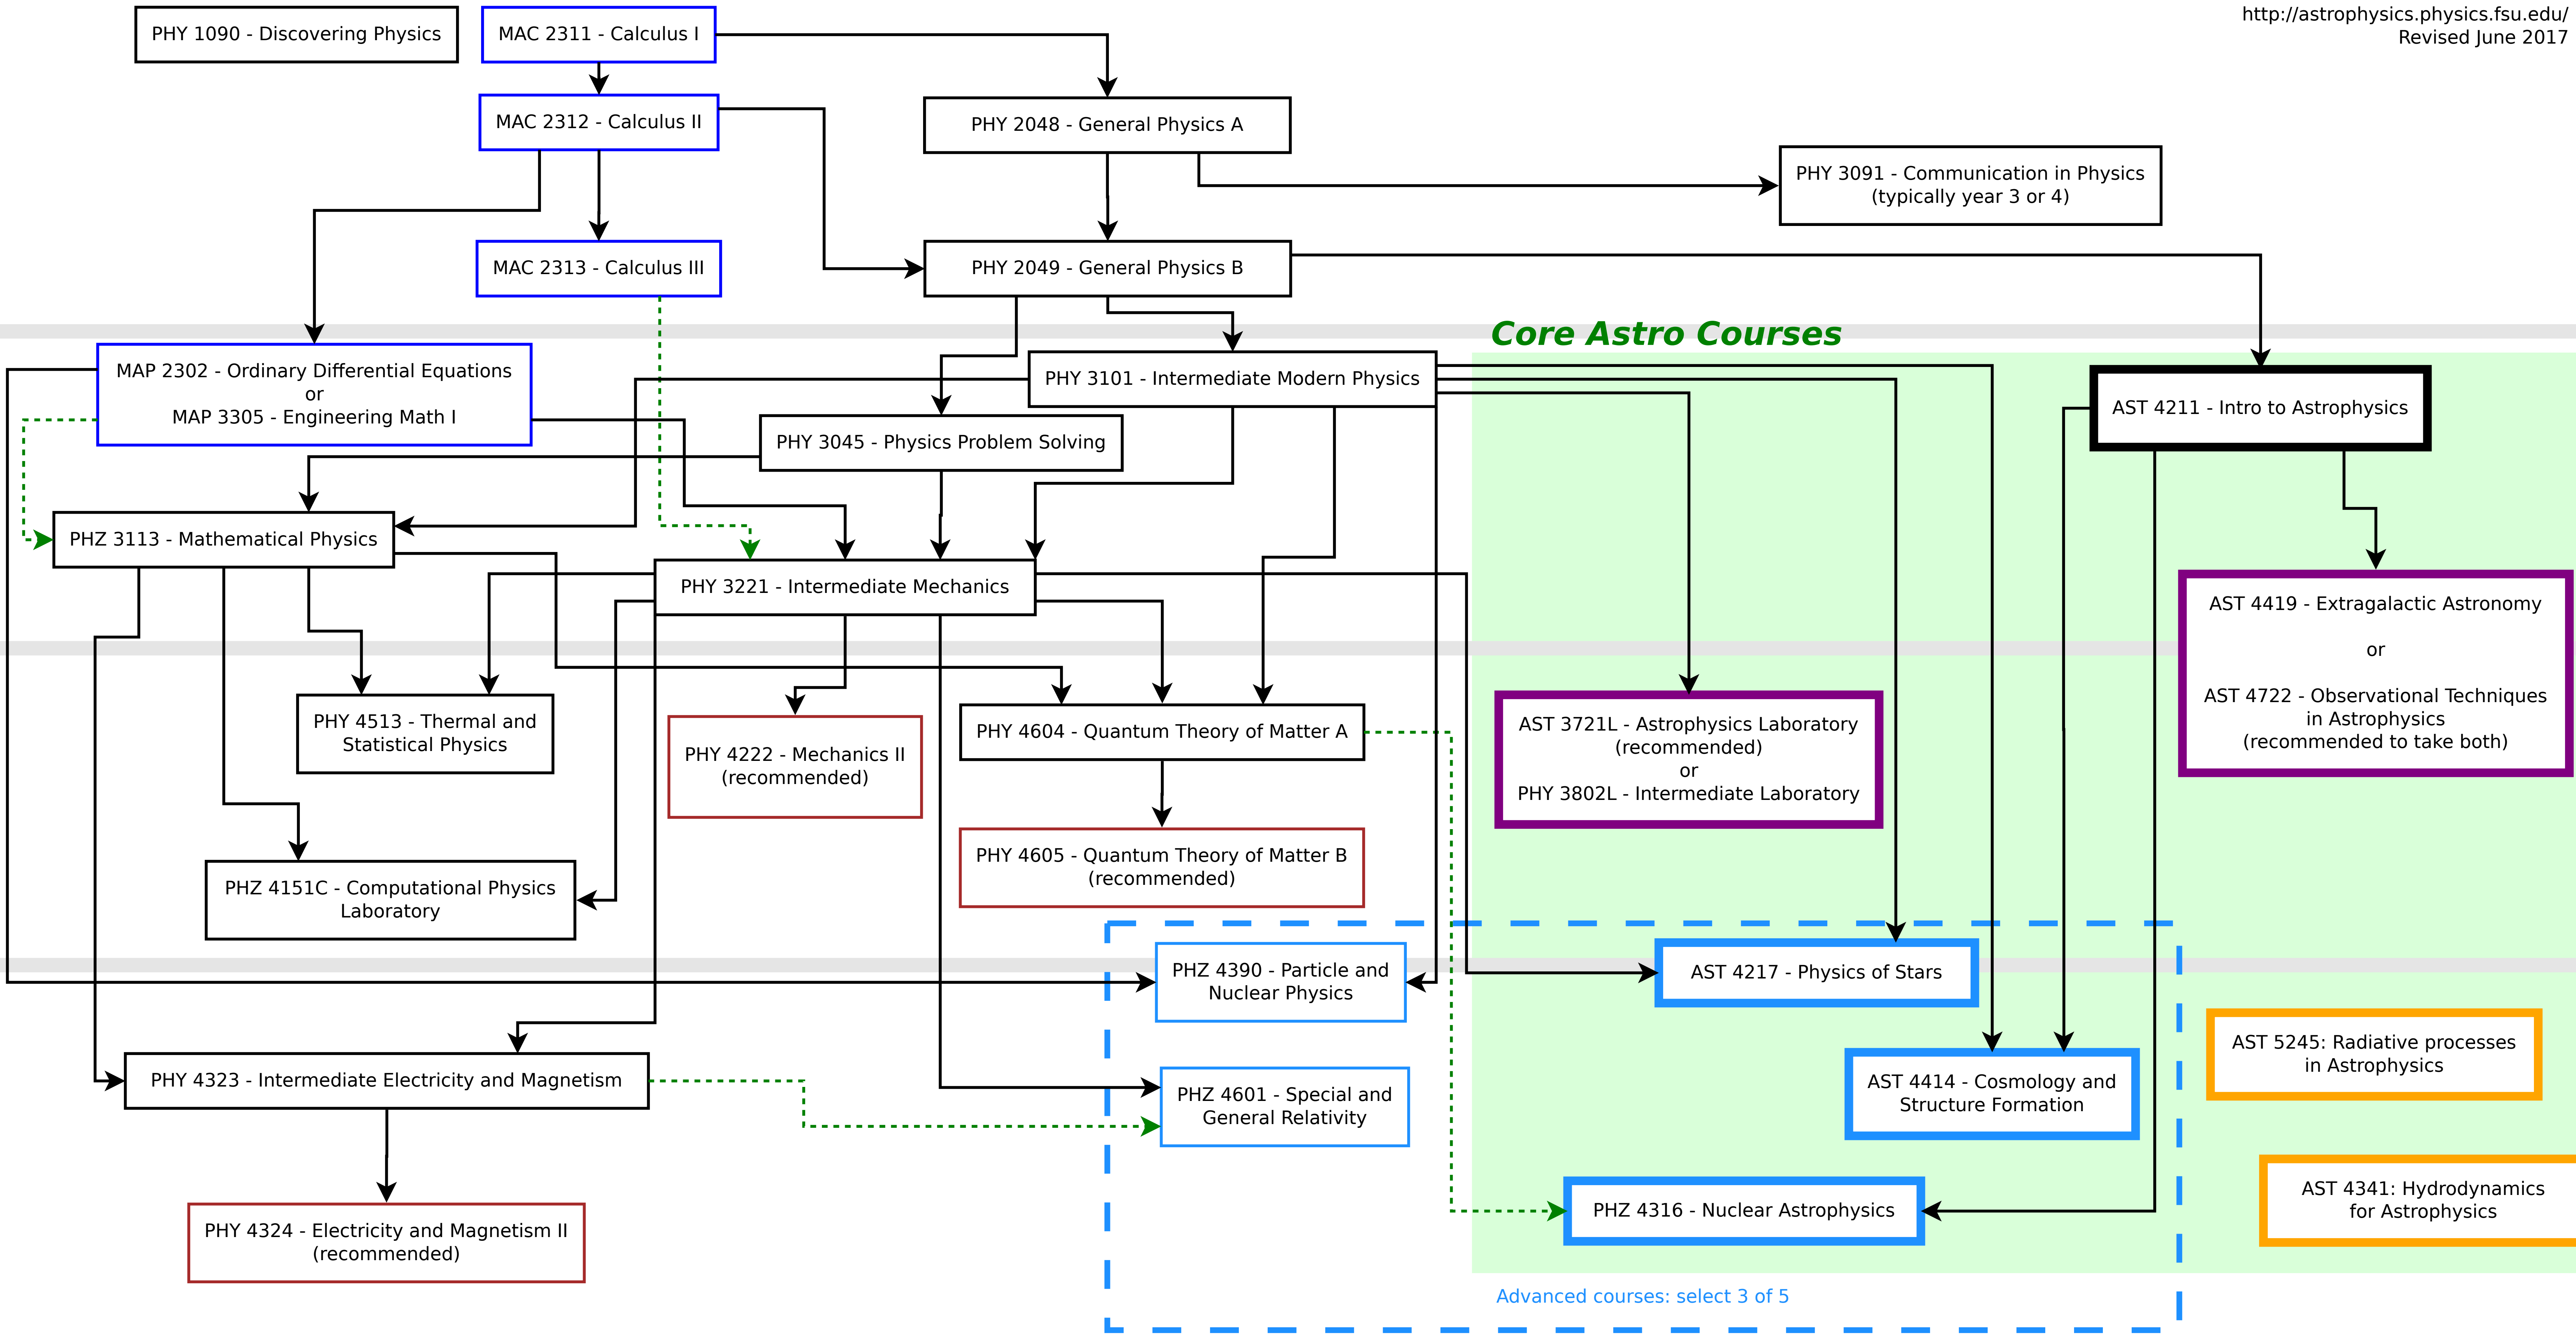 PHY 1090 - Discovering Physics
MAC 2311 - Calculus I
http://astrophysics.physics.fsu.edu/
Revised June 2017
MAC 2312 - Calculus II
PHY 2048 - General Physics A
PHY 3091 - Communication in Physics
(typically year 3 or 4)
MAC 2313 - Calculus III
PHY 2049 - General Physics B
Core Astro Courses
MAP 2302 - Ordinary Differential Equations
or
MAP 3305 - Engineering Math I
PHY 3101 - Intermediate Modern Physics
AST 4211 - Intro to Astrophysics
PHY 3045 - Physics Problem Solving
PHZ 3113 - Mathematical Physics
PHY 3221 - Intermediate Mechanics
AST 4419 - Extragalactic Astronomy
or
AST 4722 - Observational Techniques
in Astrophysics
(recommended to take both)
PHY 4513 - Thermal and
Statistical Physics
PHY 4222 - Mechanics II
(recommended)
PHY 4604 - Quantum Theory of Matter A
AST 3721L - Astrophysics Laboratory
(recommended)
or
PHY 3802L - Intermediate Laboratory
PHY 4605 - Quantum Theory of Matter B
(recommended)
PHZ 4151C - Computational Physics
Laboratory
PHZ 4390 - Particle and
Nuclear Physics
AST 4217 - Physics of Stars
AST 5245: Radiative processes
in Astrophysics
PHY 4323 - Intermediate Electricity and Magnetism
PHZ 4601 - Special and
General Relativity
AST 4414 - Cosmology and
Structure Formation
PHZ 4316 - Nuclear Astrophysics
AST 4341: Hydrodynamics
for Astrophysics
PHY 4324 - Electricity and Magnetism II
(recommended)
Advanced courses: select 3 of 5